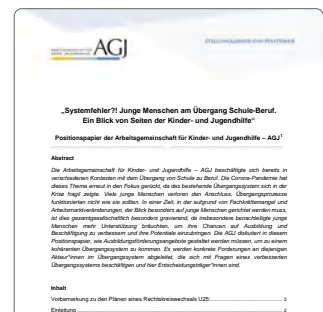 AGJ
STELLUNGNAHMEN UND POSITIONEN
„Systemfehler?! Junge Menschen am Übergang Schule-Beruf.
Ein Blick von Seiten der Kinder- und Jugendhilfe“
Positionspapier der Arbeitsgemeinschaft für Kinder- und Jugendhilfe – AGJ¹
Abstract
Die Arbeitsgemeinschaft für Kinder- und Jugendhilfe – AGJ beschäftigte sich bereits in
verschiedenen Kontexten mit dem Übergang von Schule zu Beruf. Die Corona-Pandemie hat
dieses Thema erneut in den Fokus gerückt, da das bestehende Übergangssystem sich in der
Krise fragil zeigte. Viele junge Menschen verloren den Anschluss, Übergangsprozesse
funktionierten nicht wie sie sollten. In einer Zeit, in der aufgrund von Fachkräftemangel und
Arbeitsmarktveränderungen, der Blick besonders auf junge Menschen gerichtet werden muss,
ist dies gesamtgesellschaftlich besonders gravierend, da insbesondere benachteiligte junge
Menschen mehr Unterstützung bräuchten, um ihre Chancen auf Ausbildung und
Beschäftigung zu verbessern und ihre Potentiale einzubringen. Die AGJ diskutiert in diesem
Positionspapier, wie Ausbildungsförderungsangebote gestaltet werden müssen, um zu einem
kohärenten Übergangssystem zu kommen. Es werden konkrete Forderungen an diejenigen
Akteur*innen im Übergangssystem abgeleitet, die sich mit Fragen eines verbesserten
Übergangssystems beschäftigen und hier Entscheidungsträger*innen sind.
Inhalt
Vorbemerkung zu den Plänen eines Rechtskreiswechsels U25: 2
Einleitung 2